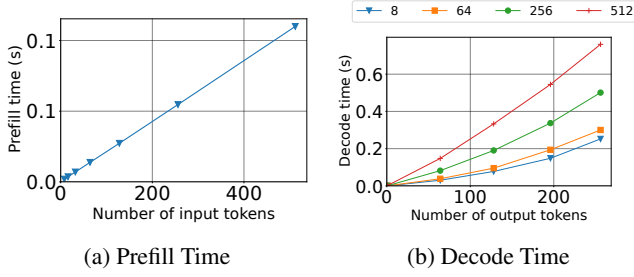 8 64 256 512
0.1
0.1
0.0
Prefill time (s)
0 200 400
Number of input tokens
0.6
0.4
0.2
0.0
Decode time (s)
0 100 200
Number of output tokens
(a) Prefill Time
(b) Decode Time